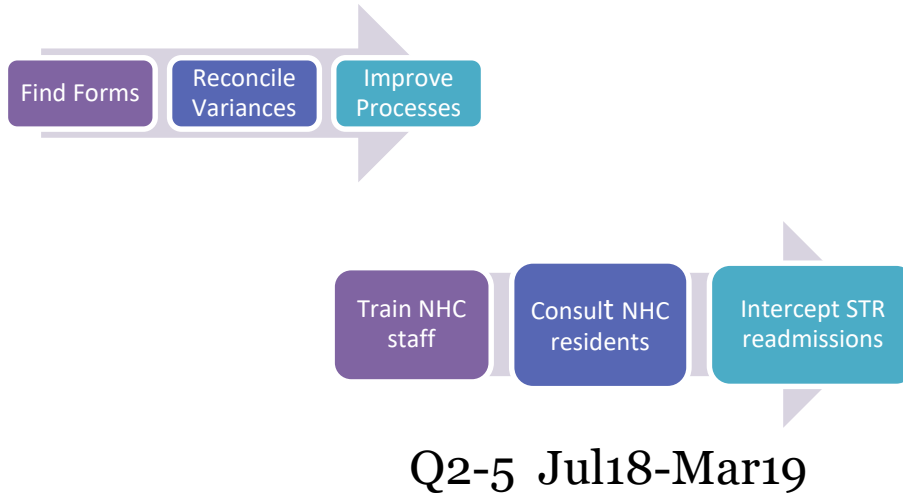 Find Forms
Reconcile
Variances
Improve
Processes
Train NHC
staff
Consult NHC
residents
Intercept STR
readmissions
Q2-5 Jul18-Mar19